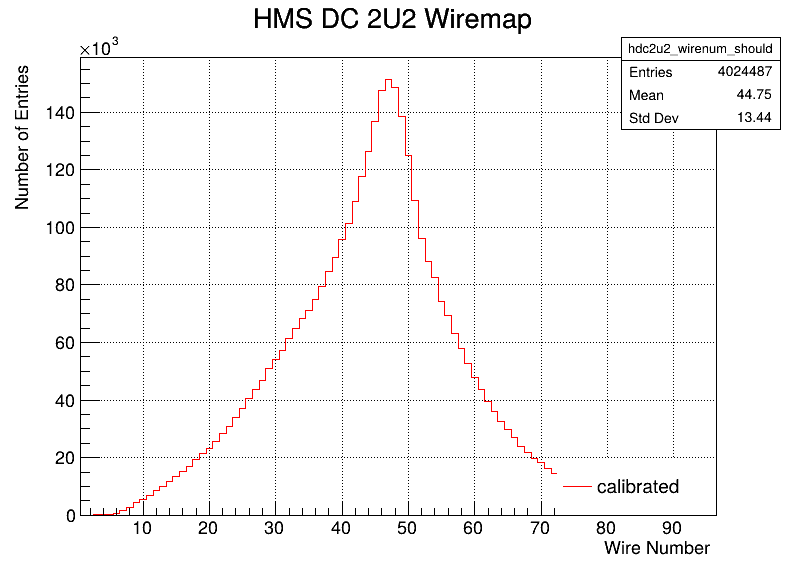 HMS DC 2U2 Wiremap
×10³
hdc2u2_wirenum_should
Entries 4024487
Mean 44.75
Std Dev 13.44
Number of Entries
140
120
100
80
60
40
20
0
calibrated
10 20 30 40 50 60 70 80 90
Wire Number